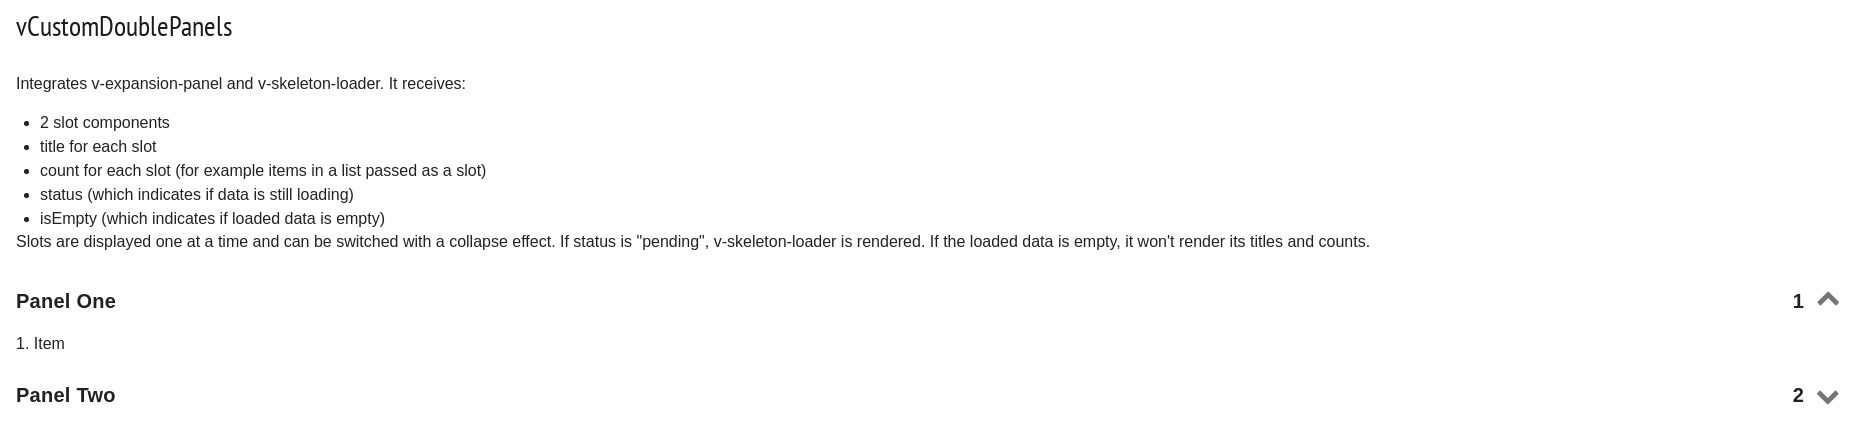 vCustomDoublePanels
Integrates v-expansion-panel and v-skeleton-loader. It receives:
• 2 slot components
• title for each slot
• count for each slot (for example items in a list passed as a slot)
• status (which indicates if data is still loading)
• isEmpty (which indicates if loaded data is empty)
Slots are displayed one at a time and can be switched with a collapse effect. If status is "pending", v-skeleton-loader is rendered. If the loaded data is empty, it won't render its titles and counts.
Panel One 1
1. Item
Panel Two 2